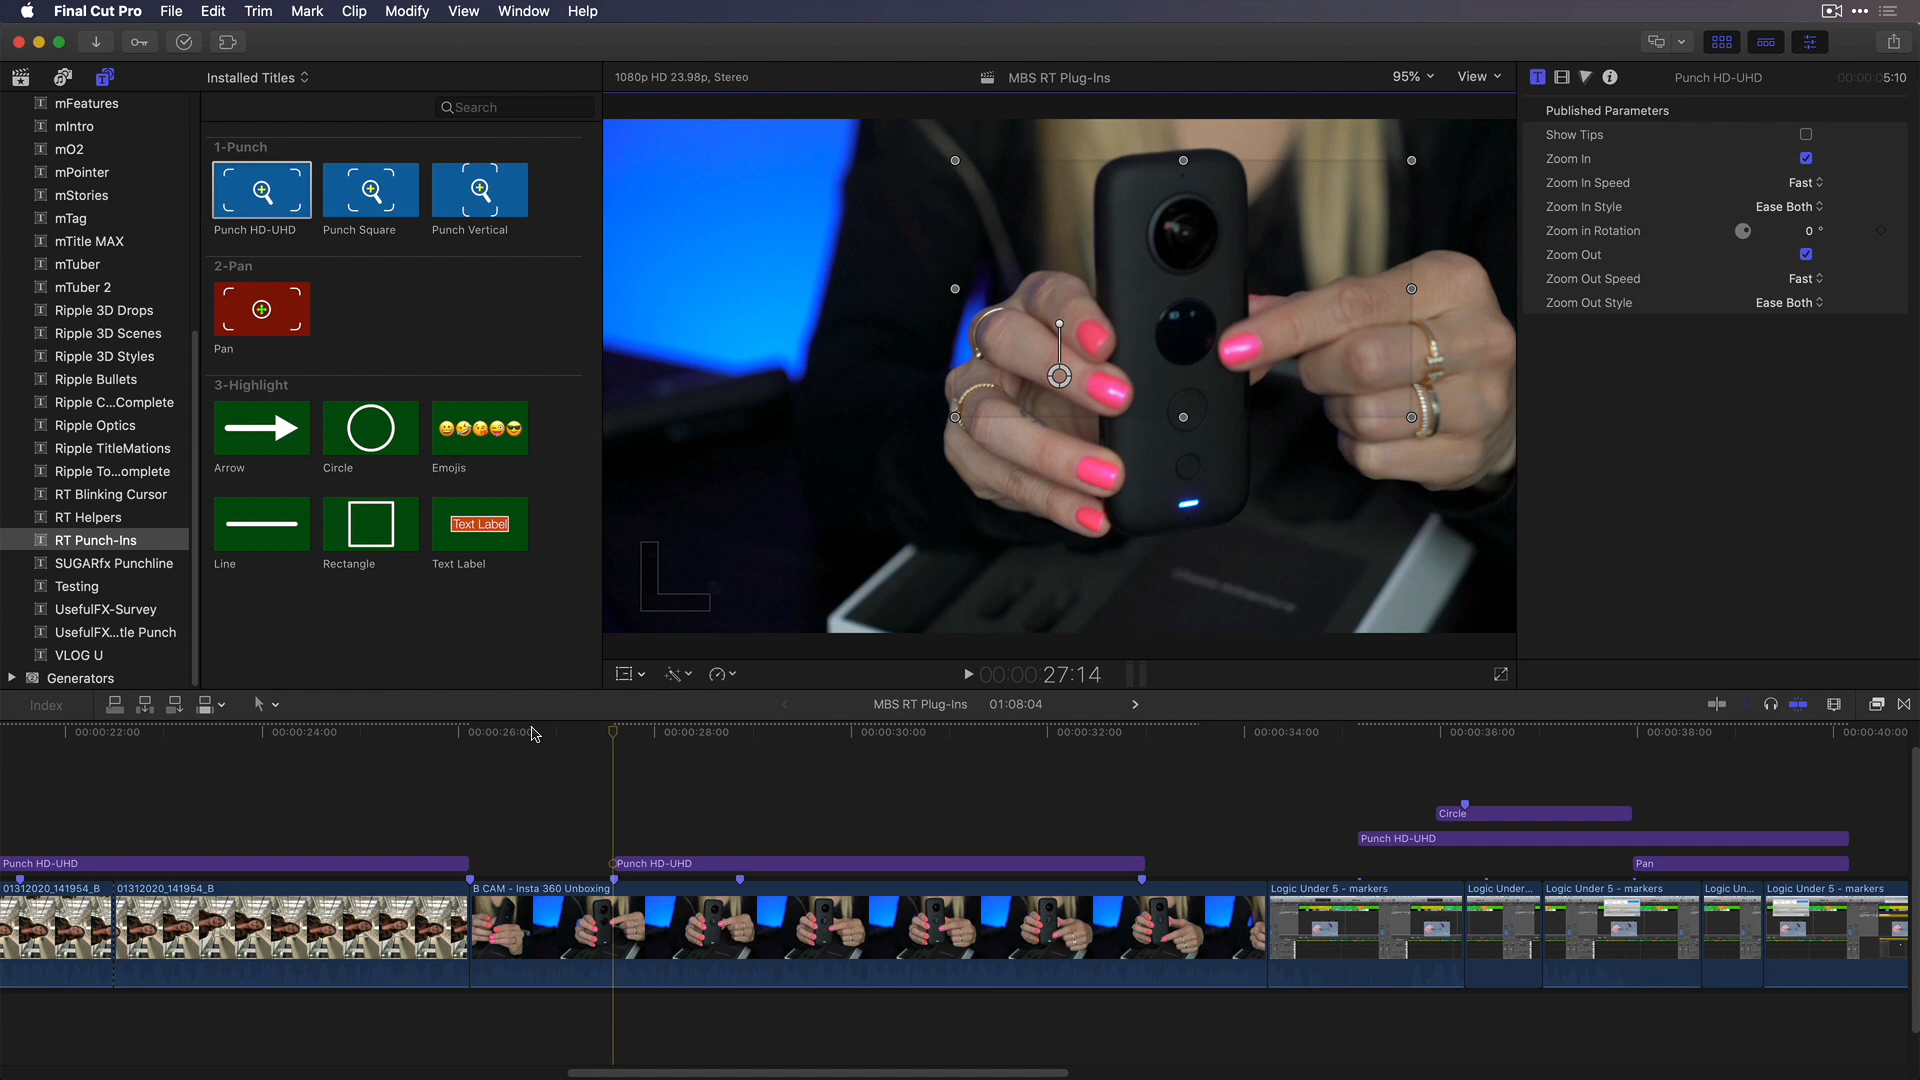 Final Cut Pro File Edit Trim Mark Clip Modify View Window Help
Installed Titles
1080p HD 23.98p, Stereo
MBS RT Plug-Ins
95%
View
Punch HD-UHD
00:00:05:10
mFeatures
mIntro
mO2
mPointer
mStories
mTag
mTitle MAX
mTuber
mTuber 2
Ripple 3D Drops
Ripple 3D Scenes
Ripple 3D Styles
Ripple Bullets
Ripple C...Complete
Ripple Optics
Ripple TitleMations
Ripple To...omplete
RT Blinking Cursor
RT Helpers
RT Punch-Ins
SUGARfx Punchline
Testing
UsefulFX-Survey
UsefulFX...tle Punch
VLOG U
Generators
Search
1-Punch
Punch HD-UHD
Punch Square
Punch Vertical
2-Pan
Pan
3-Highlight
Arrow
Circle
Emojis
Text Label
Line
Rectangle
Text Label
Published Parameters
Show Tips
Zoom In
Zoom In Speed Fast
Zoom In Style Ease Both
Zoom in Rotation 0 °
Zoom Out
Zoom Out Speed Fast
Zoom Out Style Ease Both
00:00:27:14
Index
MBS RT Plug-Ins 01:08:04
00:00:22:00
00:00:24:00
00:00:26:00
00:00:28:00
00:00:30:00
00:00:32:00
00:00:34:00
00:00:36:00
00:00:38:00
00:00:40:00
Circle
Punch HD-UHD
Punch HD-UHD
Punch HD-UHD
Pan
01312020_141954_B
01312020_141954_B
B CAM - Insta 360 Unboxing
Logic Under 5 - markers
Logic Under...
Logic Under 5 - markers
Logic Un...
Logic Under 5 - markers